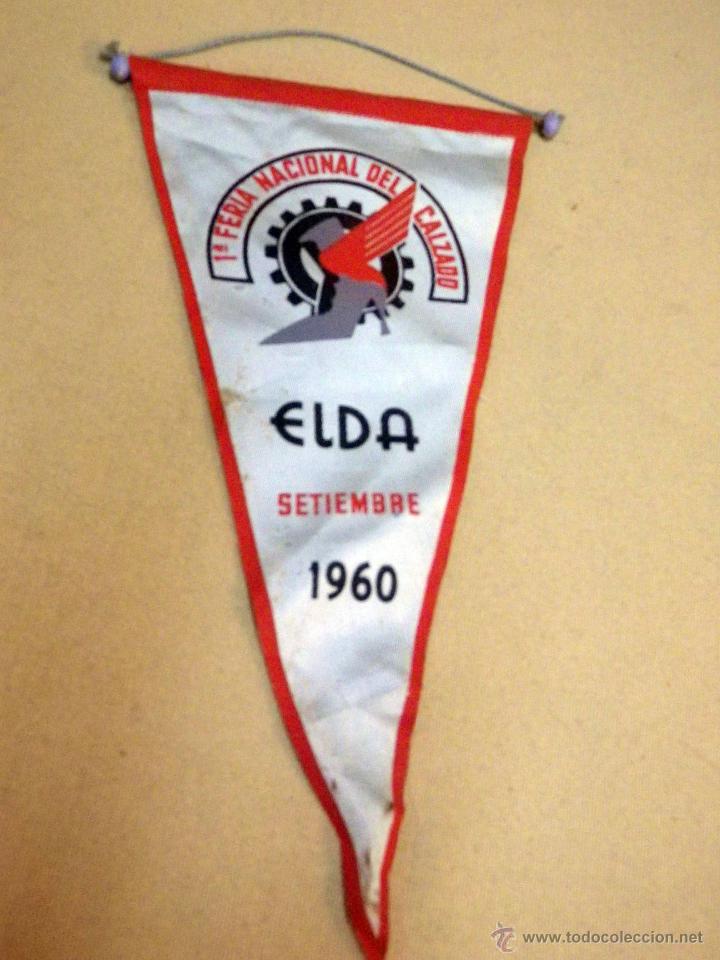 1ª FERIA NACIONAL DEL CALZADO
ELDA
SETIEMBRE
1960
© www.todocoleccion.net